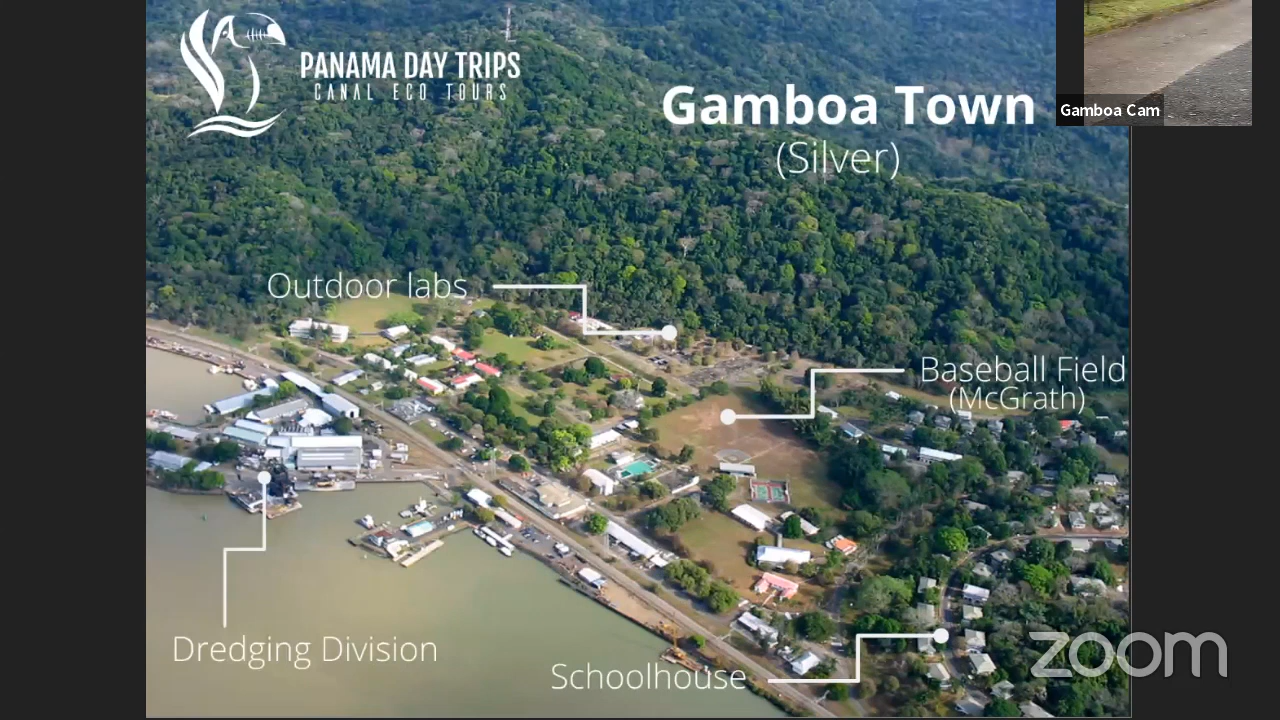 PANAMA DAY TRIPS
CANAL ECO TOURS
Gamboa Town
(Silver)
Gamboa Cam
Outdoor labs
Baseball Field
(McGrath)
Dredging Division
Schoolhouse
zoom